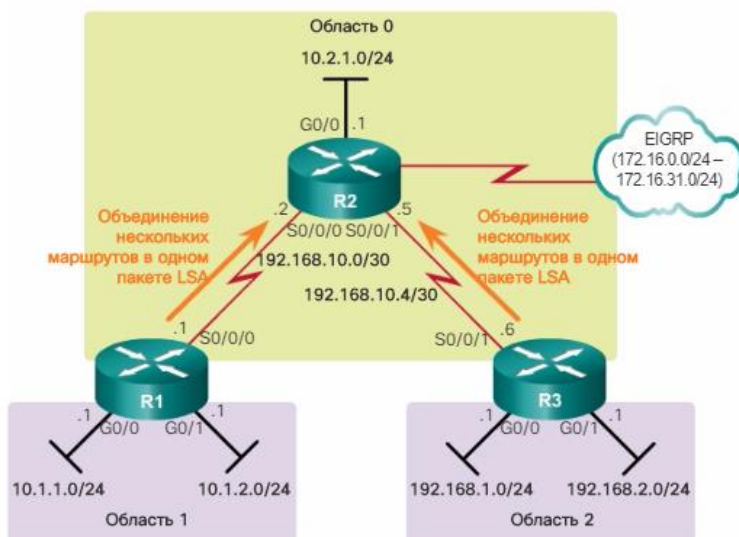 Область 0
10.2.1.0/24
G0/0
.1
EIGRP
(172.16.0.0/24 –
172.16.31.0/24)
R2
.2
.5
S0/0/0
S0/0/1
Объединение
нескольких
маршрутов в одном
пакете LSA
Объединение
нескольких
маршрутов в одном
пакете LSA
192.168.10.0/30
192.168.10.4/30
.1
S0/0/0
.6
S0/0/1
R1
R3
.1
G0/0
.1
G0/1
.1
G0/0
.1
G0/1
10.1.1.0/24
10.1.2.0/24
192.168.1.0/24
192.168.2.0/24
Область 1
Область 2